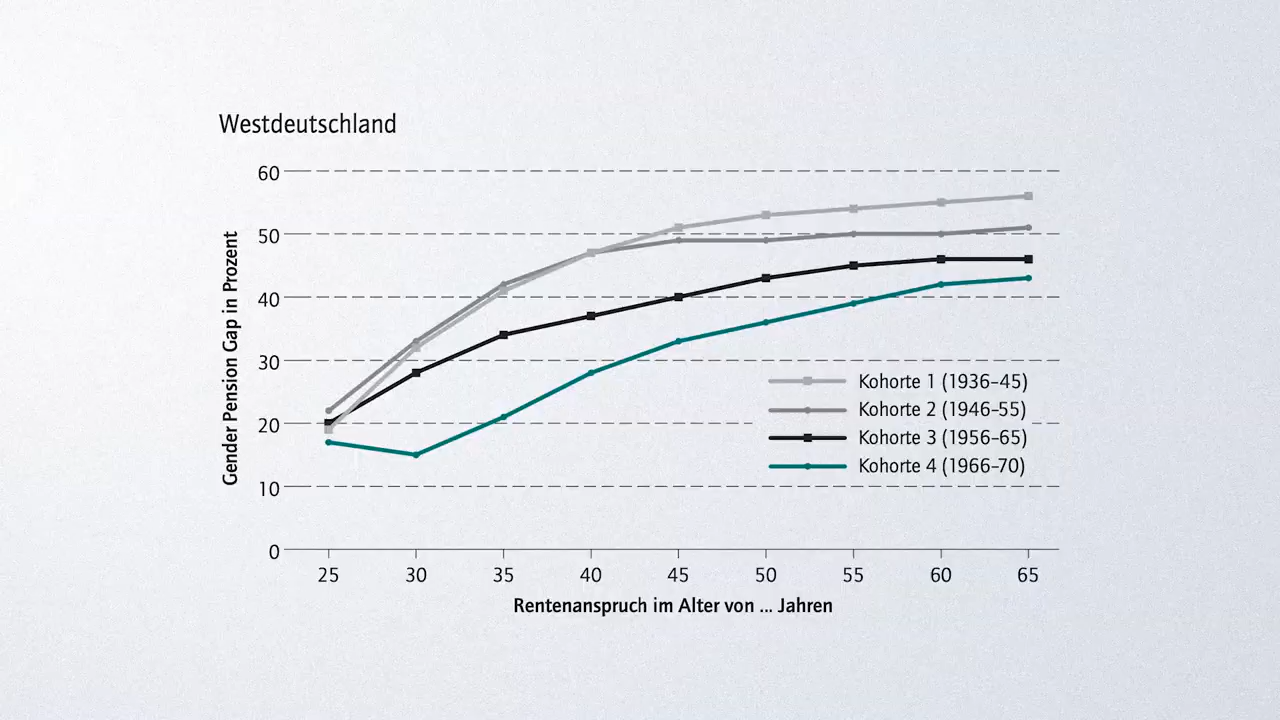 Westdeutschland
Gender Pension Gap in Prozent
60
50
40
30
20
10
0
Kohorte 1 (1936–45)
Kohorte 2 (1946–55)
Kohorte 3 (1956–65)
Kohorte 4 (1966–70)
25 30 35 40 45 50 55 60 65
Rentenanspruch im Alter von ... Jahren